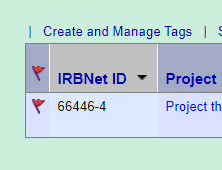 | Create and Manage Tags |
IRBNet ID Project
66446-4 Project th